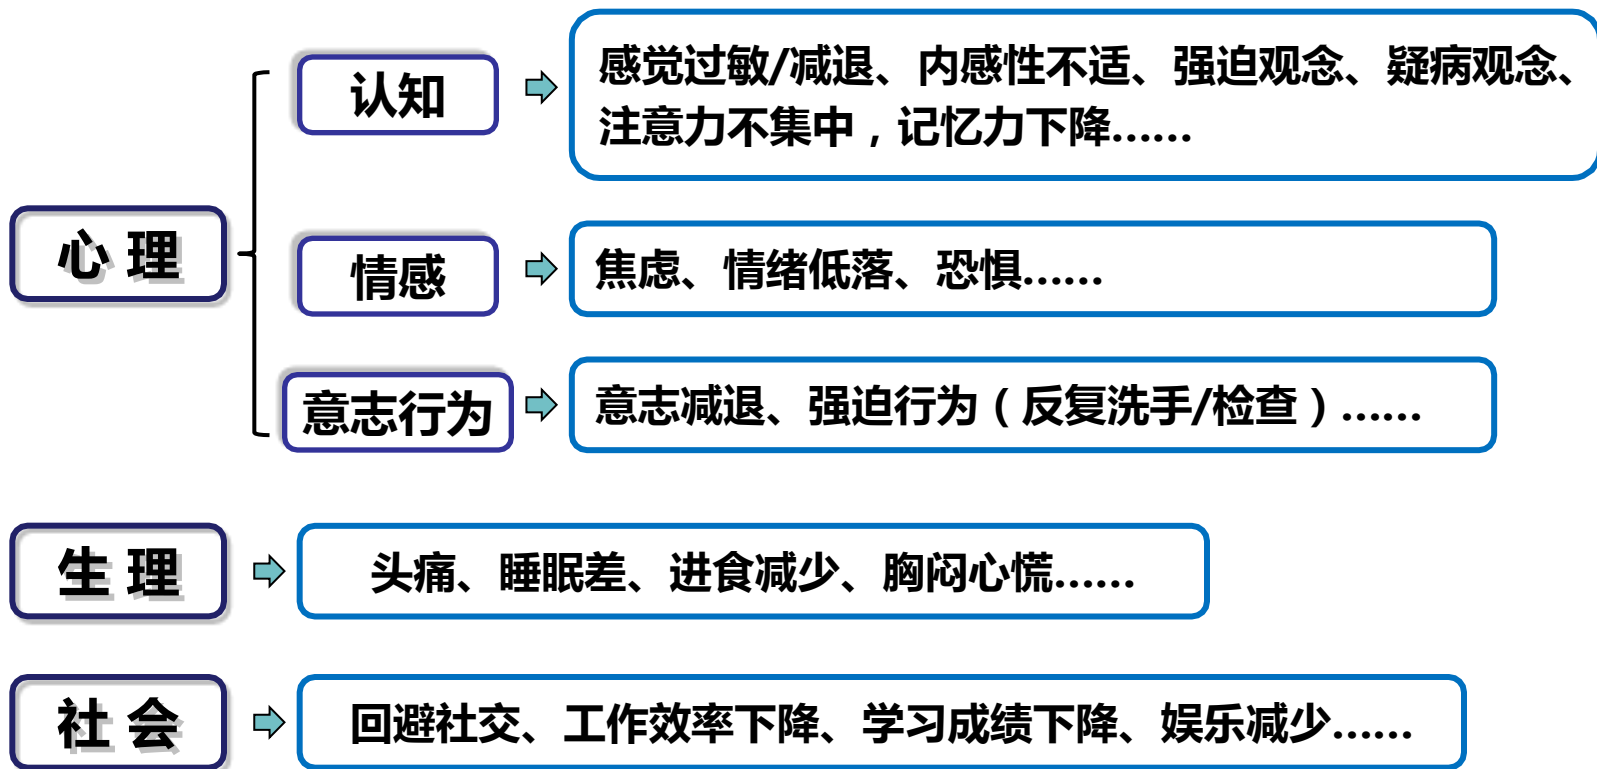 认知
感觉过敏/减退、内感性不适、强迫观念、疑病观念、
注意力不集中，记忆力下降......
心 理
情感
焦虑、情绪低落、恐惧......
意志行为
意志减退、强迫行为（反复洗手/检查）......
生 理
头痛、睡眠差、进食减少、胸闷心慌......
社 会
回避社交、工作效率下降、学习成绩下降、娱乐减少......